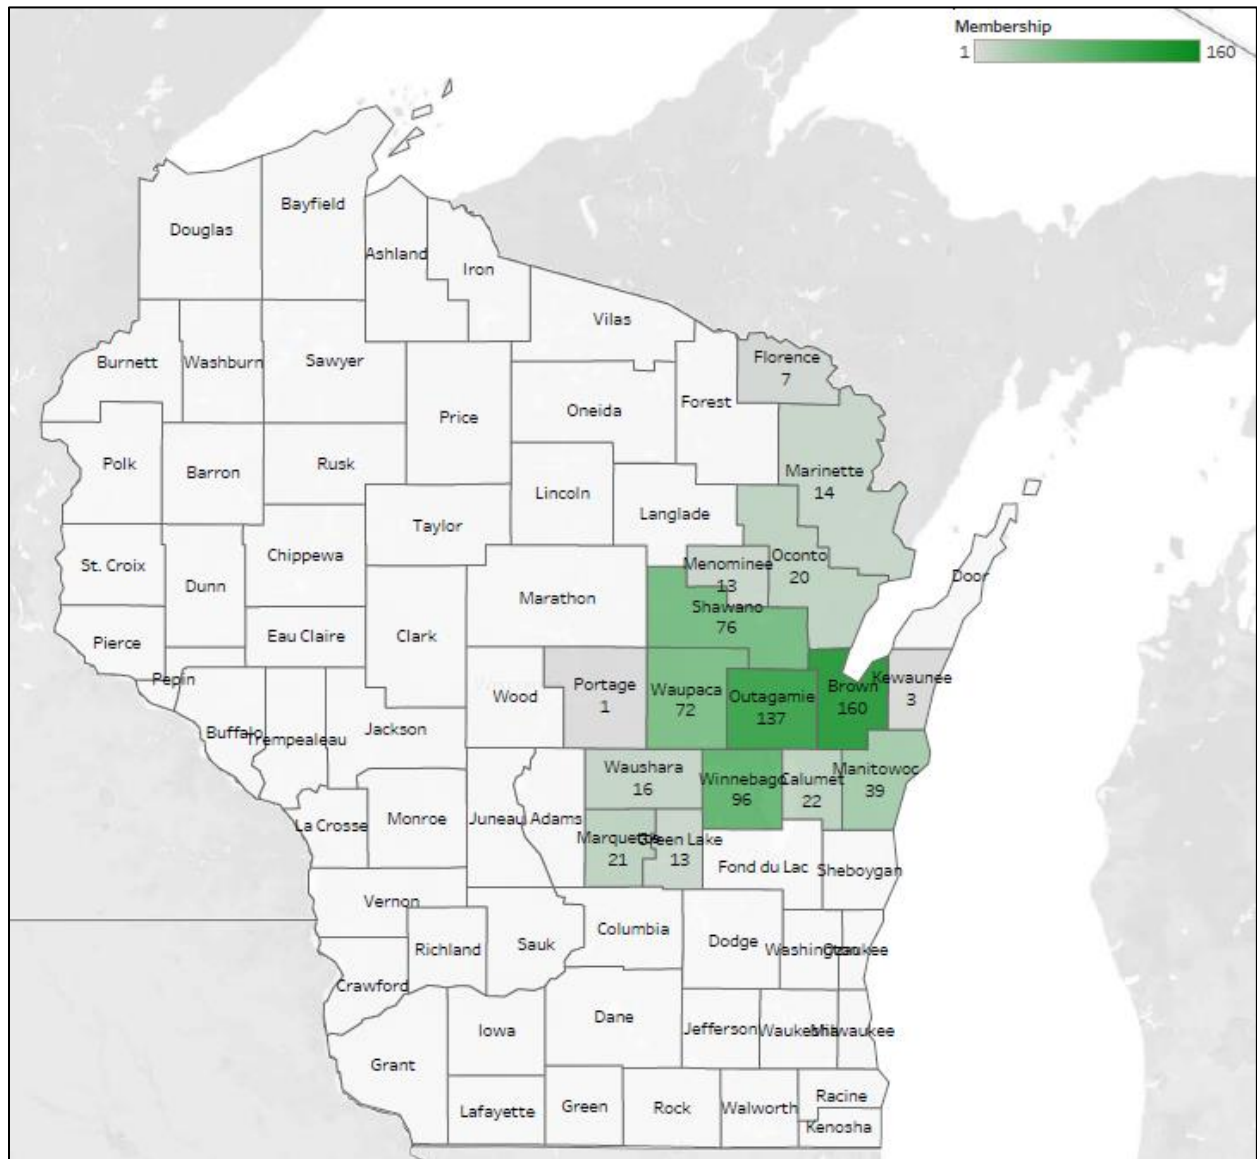 Membership
1 160
Bayfield
Douglas
Ashland
Iron
Vilas
Florence
7
Burnett
Washburn
Sawyer
Forest
Oneida
Price
Polk
Barron
Rusk
Marinette
14
Lincoln
Langlade
Taylor
Chippewa
Oconto
20
St. Croix
Menominee
13
Door
Dunn
Marathon
Shawano
76
Eau Claire
Clark
Pierce
Pepin
Kewaunee
3
Portage
1
Brown
160
Waupaca
72
Outagamie
137
Wood
Buffalo
Trempealeau
Jackson
Waushara
16
Winnebago
96
Calumet
22
Manitowoc
39
La Crosse
Monroe
Juneau
Adams
Marquette
21
Green Lake
13
Fond du Lac
Sheboygan
Vernon
Columbia
Richland
Sauk
Dodge
Washington
Ozaukee
Crawford
Dane
Iowa
Jefferson
Waukesha
Milwaukee
Grant
Lafayette
Green
Rock
Walworth
Racine
Kenosha